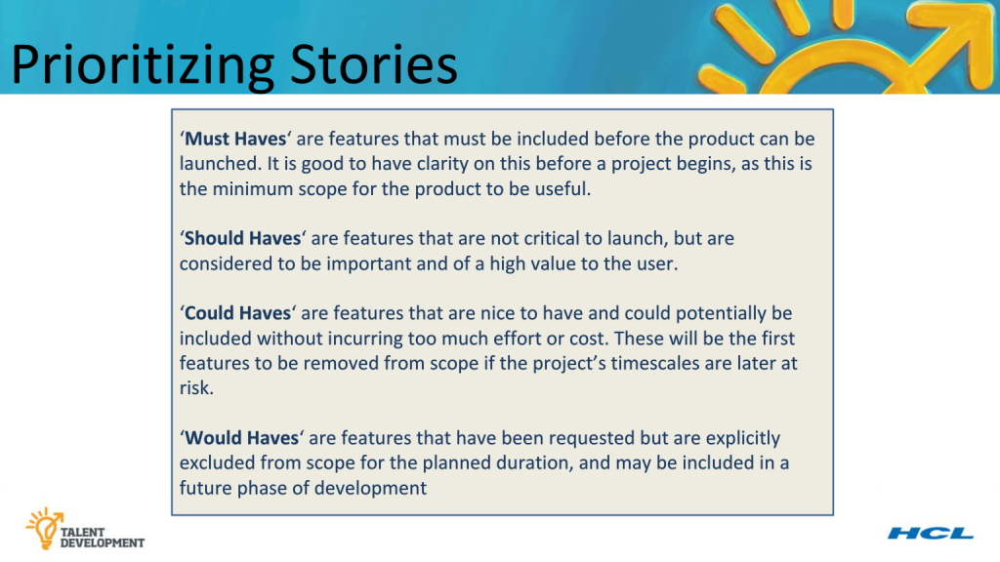 Prioritizing Stories
‘Must Haves‘ are features that must be included before the product can be
launched. It is good to have clarity on this before a project begins, as this is
the minimum scope for the product to be useful.
‘Should Haves‘ are features that are not critical to launch, but are
considered to be important and of a high value to the user.
‘Could Haves‘ are features that are nice to have and could potentially be
included without incurring too much effort or cost. These will be the first
features to be removed from scope if the project’s timescales are later at
risk.
‘Would Haves‘ are features that have been requested but are explicitly
excluded from scope for the planned duration, and may be included in a
future phase of development
TALENT
DEVELOPMENT
HCL